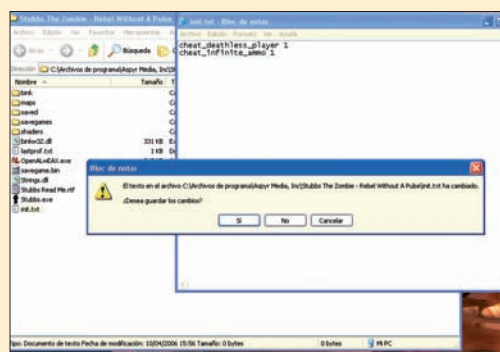 Stubbs The Zombie - Rebel Without A Pulse
Archivo Edición Ver Favoritos Herramientas
Atrás
Búsqueda
Dirección C:\Archivos de programa\Aspyr Media, Inc\St
Nombre Tamaño T
bink
maps
saved
savegames
shaders
binkw32.dll 331 KB
lastprof.txt 1 KB
OpenALwEAX.exe
savegame.bin
Strings.dll
Stubbs Read Me.rtf
Stubbs.exe
init.txt
init.txt - Bloc de notas
Archivo Edición Formato Ver Ayuda
cheat_deathless_player 1
cheat_infinite_ammo 1
Bloc de notas
El texto en el archivo C:\Archivos de programa\Aspyr Media, Inc\Stubbs The Zombie - Rebel Without A Pulse\init.txt ha cambiado.
¿Desea guardar los cambios?
Sí No Cancelar
Tipo: Documento de texto Fecha de modificación: 10/04/2006 15:56 Tamaño: 0 bytes 0 bytes Mi PC